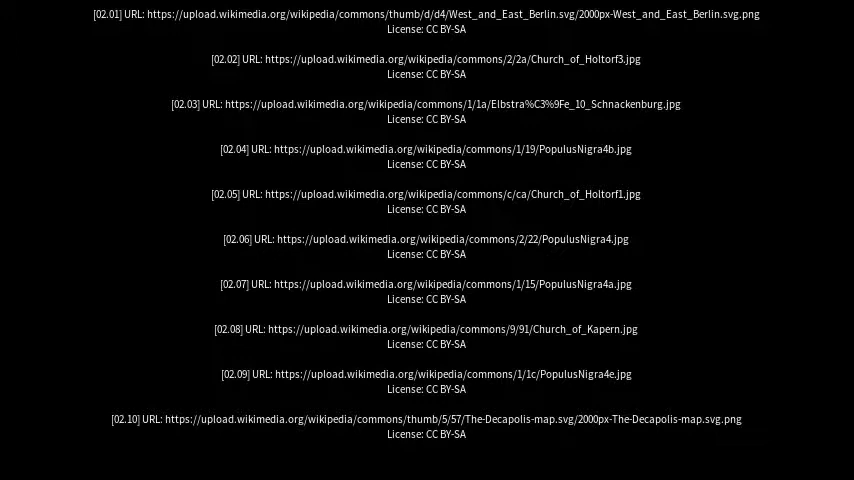 [02.01] URL: https://upload.wikimedia.org/wikipedia/commons/thumb/d/d4/West_and_East_Berlin.svg/2000px-West_and_East_Berlin.svg.png
License: CC BY-SA
[02.02] URL: https://upload.wikimedia.org/wikipedia/commons/2/2a/Church_of_Holtorf3.jpg
License: CC BY-SA
[02.03] URL: https://upload.wikimedia.org/wikipedia/commons/1/1a/Elbstra%C3%9Fe_10_Schnackenburg.jpg
License: CC BY-SA
[02.04] URL: https://upload.wikimedia.org/wikipedia/commons/1/19/PopulusNigra4b.jpg
License: CC BY-SA
[02.05] URL: https://upload.wikimedia.org/wikipedia/commons/c/ca/Church_of_Holtorf1.jpg
License: CC BY-SA
[02.06] URL: https://upload.wikimedia.org/wikipedia/commons/2/22/PopulusNigra4.jpg
License: CC BY-SA
[02.07] URL: https://upload.wikimedia.org/wikipedia/commons/1/15/PopulusNigra4a.jpg
License: CC BY-SA
[02.08] URL: https://upload.wikimedia.org/wikipedia/commons/9/91/Church_of_Kapern.jpg
License: CC BY-SA
[02.09] URL: https://upload.wikimedia.org/wikipedia/commons/1/1c/PopulusNigra4e.jpg
License: CC BY-SA
[02.10] URL: https://upload.wikimedia.org/wikipedia/commons/thumb/5/57/The-Decapolis-map.svg/2000px-The-Decapolis-map.svg.png
License: CC BY-SA